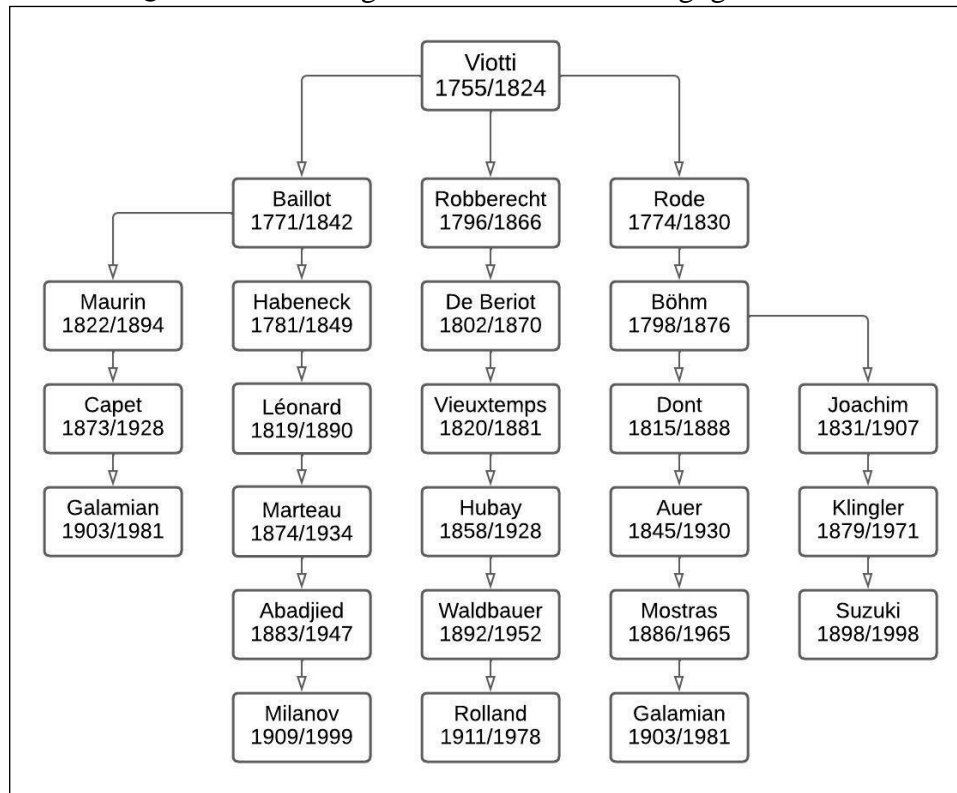 Viotti
1755/1824
Baillot
1771/1842
Robberecht
1796/1866
Rode
1774/1830
Maurin
1822/1894
Habeneck
1781/1849
De Beriot
1802/1870
Böhm
1798/1876
Capet
1873/1928
Léonard
1819/1890
Vieuxtemps
1820/1881
Dont
1815/1888
Joachim
1831/1907
Galamian
1903/1981
Marteau
1874/1934
Hubay
1858/1928
Auer
1845/1930
Klingler
1879/1971
Abadjied
1883/1947
Waldbauer
1892/1952
Mostras
1886/1965
Suzuki
1898/1998
Milanov
1909/1999
Rolland
1911/1978
Galamian
1903/1981